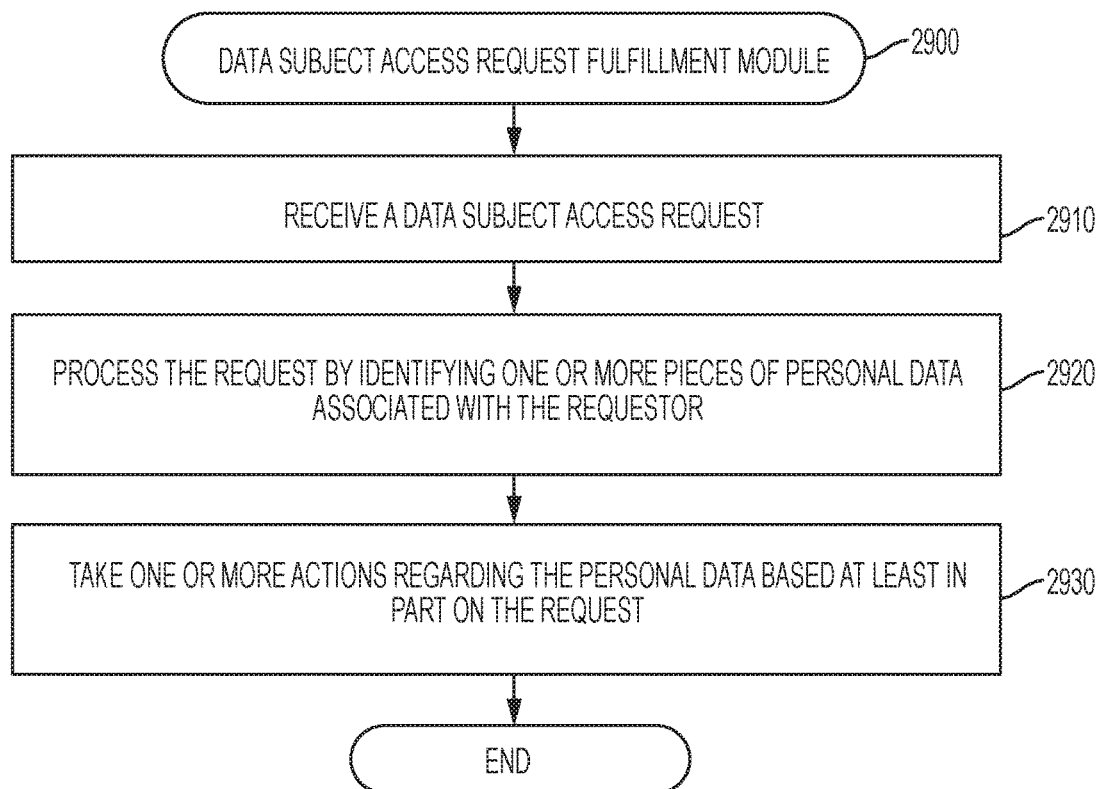 DATA SUBJECT ACCESS REQUEST FULFILLMENT MODULE
2900
RECEIVE A DATA SUBJECT ACCESS REQUEST
2910
PROCESS THE REQUEST BY IDENTIFYING ONE OR MORE PIECES OF PERSONAL DATA
ASSOCIATED WITH THE REQUESTOR
2920
TAKE ONE OR MORE ACTIONS REGARDING THE PERSONAL DATA BASED AT LEAST IN
PART ON THE REQUEST
2930
END